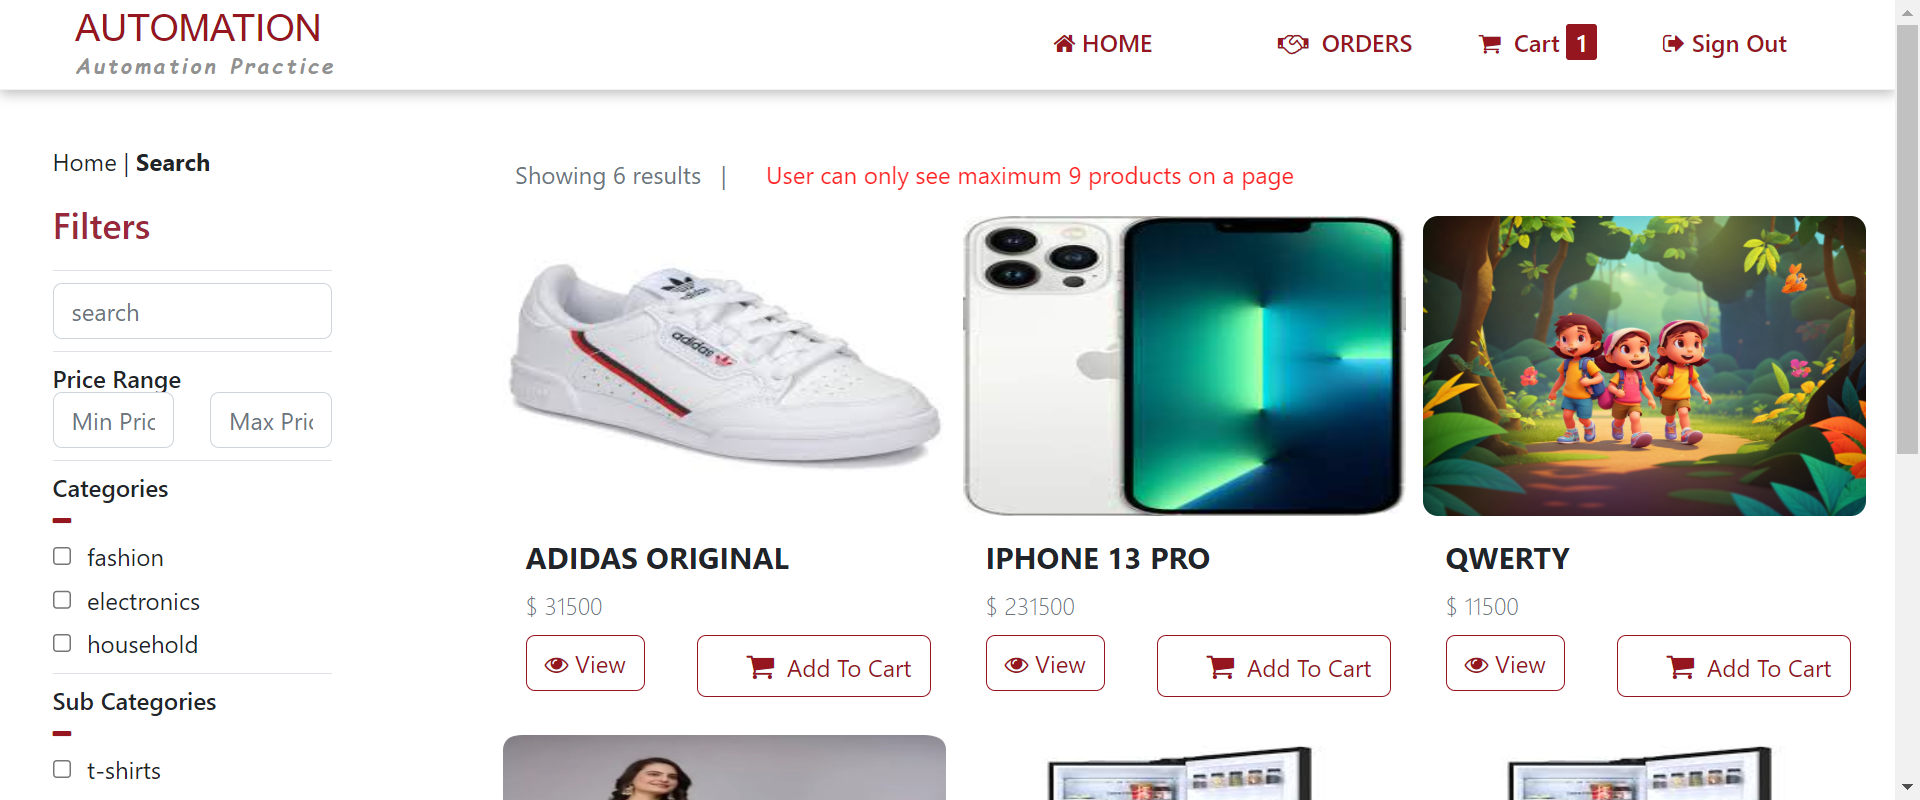 AUTOMATION
Automation Practice
HOME
ORDERS
Cart 1
Sign Out
Home | Search
Filters
search
Price Range
Min Pric
Max Pric
Categories
fashion
electronics
household
Sub Categories
t-shirts
Showing 6 results |
User can only see maximum 9 products on a page
adidas
ADIDAS ORIGINAL
$ 31500
View
Add To Cart
IPHONE 13 PRO
$ 231500
View
Add To Cart
QWERTY
$ 11500
View
Add To Cart